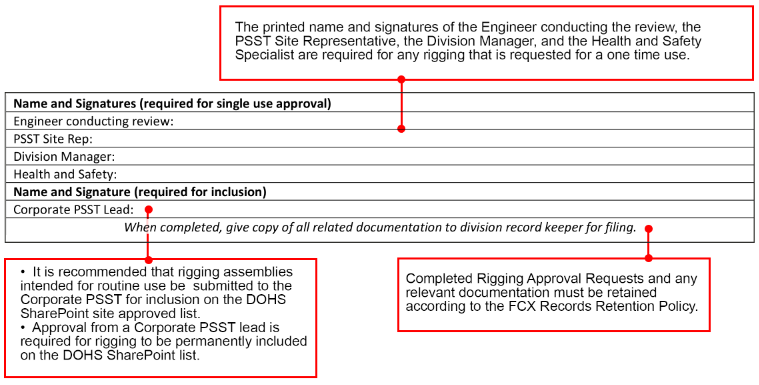 The printed name and signatures of the Engineer conducting the review, the
PSST Site Representative, the Division Manager, and the Health and Safety
Specialist are required for any rigging that is requested for a one time use.
Name and Signatures (required for single use approval)
Engineer conducting review:
PSST Site Rep:
Division Manager:
Health and Safety:
Name and Signature (required for inclusion)
Corporate PSST Lead:
When completed, give copy of all related documentation to division record keeper for filing.
• It is recommended that rigging assemblies
intended for routine use be submitted to the
Corporate PSST for inclusion on the DOHS
SharePoint site approved list.
• Approval from a Corporate PSST lead is
required for rigging to be permanently included
on the DOHS SharePoint list.
Completed Rigging Approval Requests and any
relevant documentation must be retained
according to the FCX Records Retention Policy.